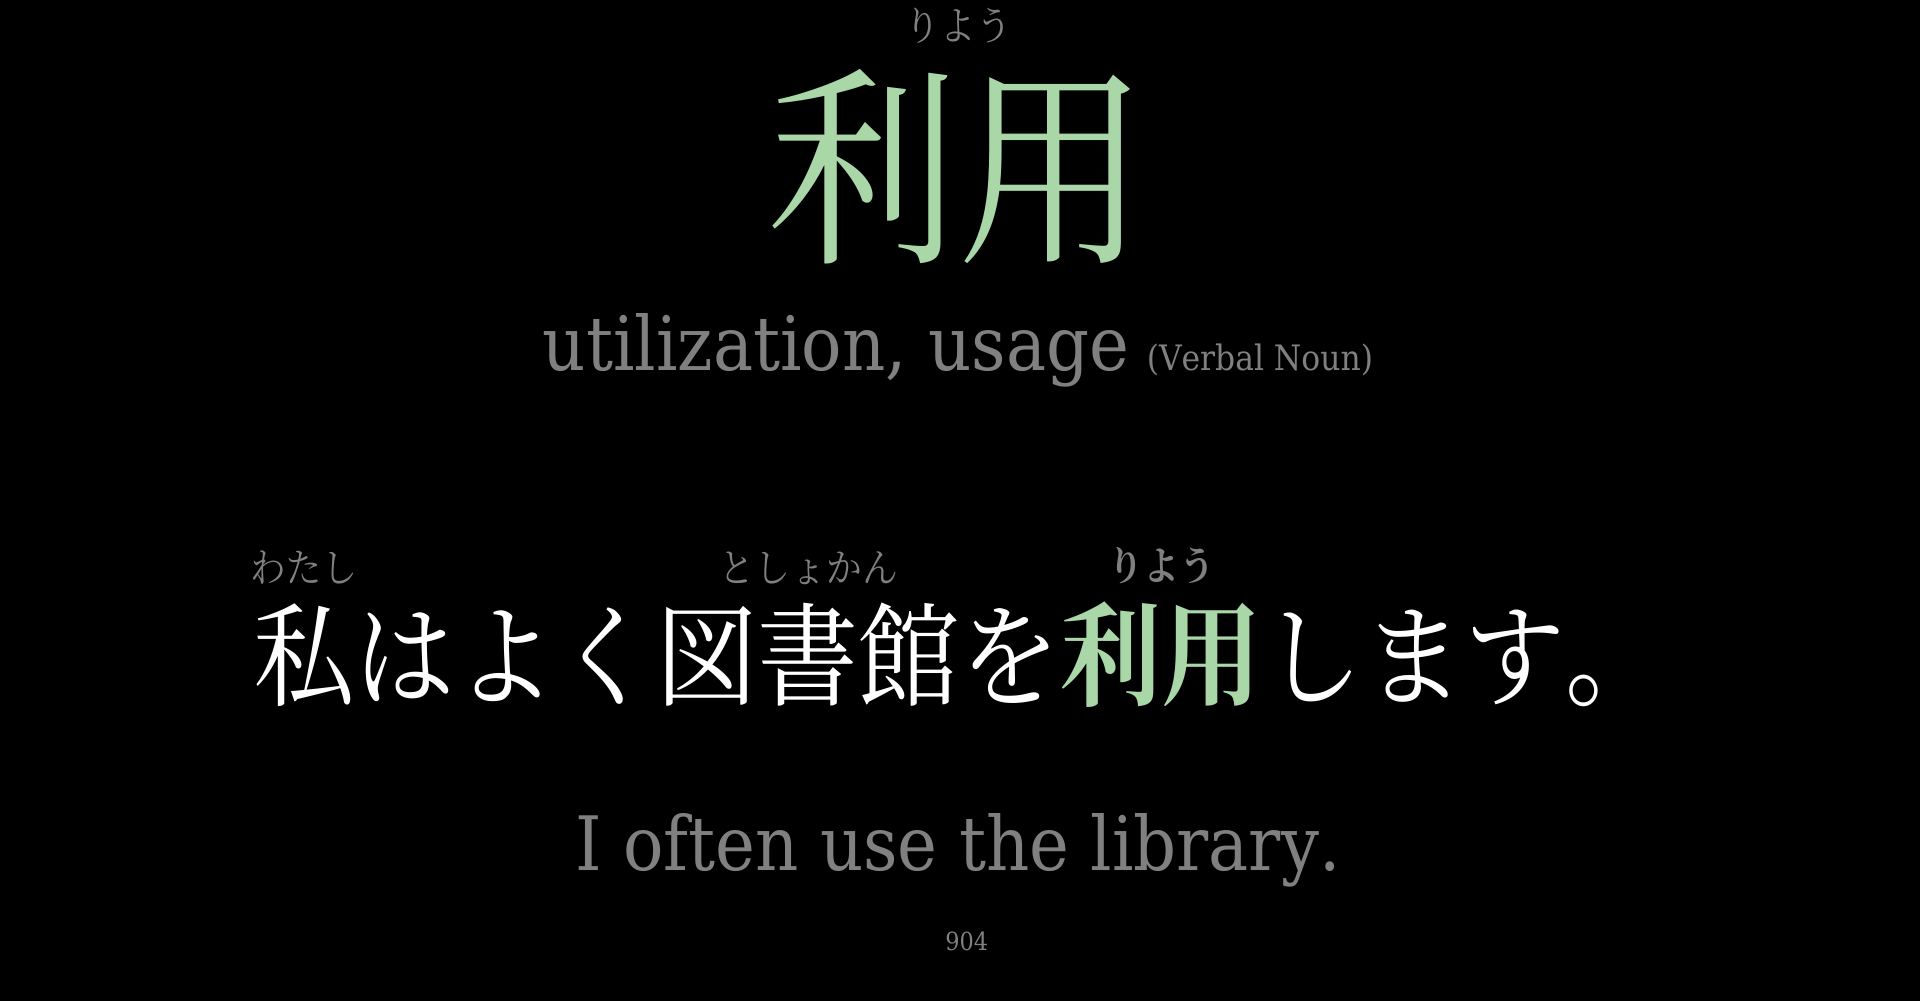 りよう
利用
utilization, usage (Verbal Noun)
わたし としょかん りよう
私はよく図書館を利用します。
I often use the library.
904